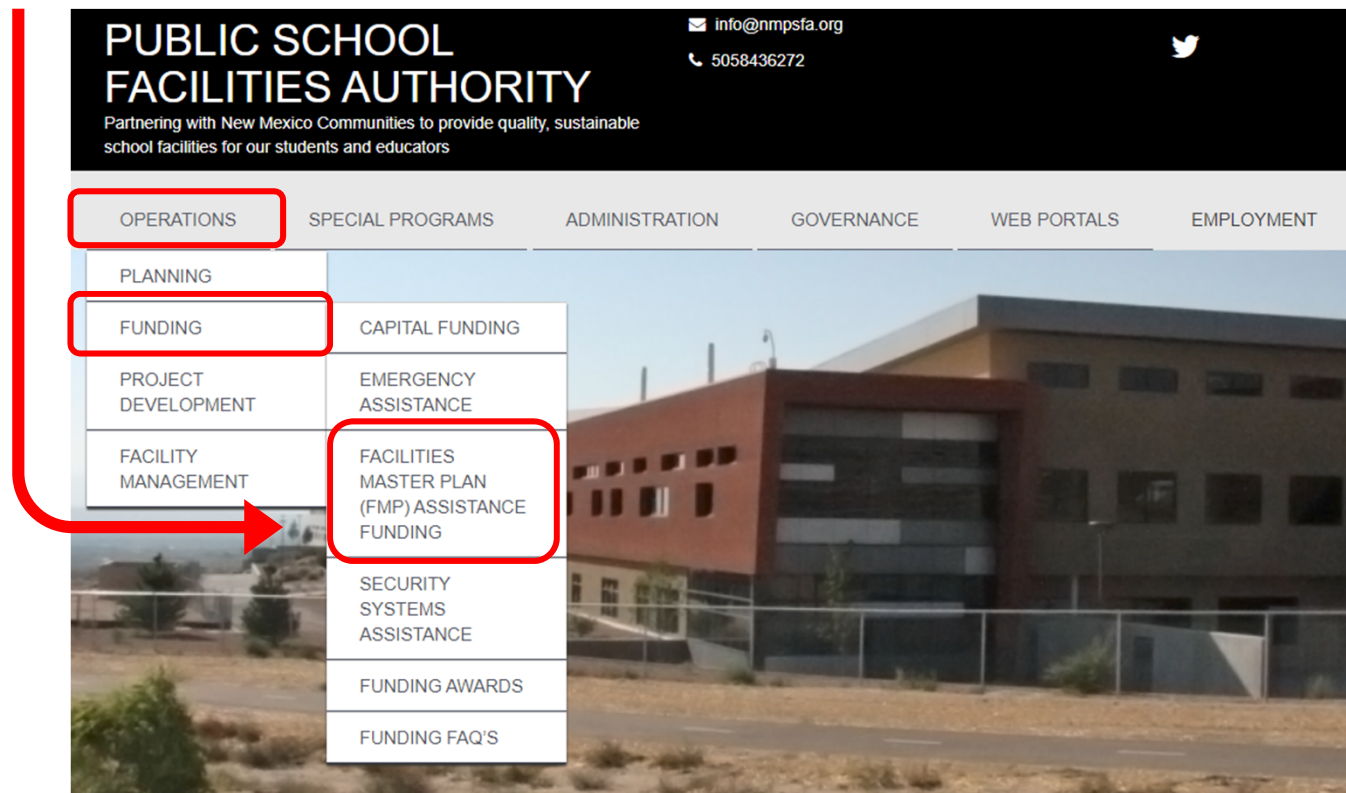 PUBLIC SCHOOL
FACILITIES AUTHORITY
Partnering with New Mexico Communities to provide quality, sustainable
school facilities for our students and educators
info@nmpsfa.org
5058436272
OPERATIONS
SPECIAL PROGRAMS
ADMINISTRATION
GOVERNANCE
WEB PORTALS
EMPLOYMENT
PLANNING
FUNDING
PROJECT
DEVELOPMENT
FACILITY
MANAGEMENT
CAPITAL FUNDING
EMERGENCY
ASSISTANCE
FACILITIES
MASTER PLAN
(FMP) ASSISTANCE
FUNDING
SECURITY
SYSTEMS
ASSISTANCE
FUNDING AWARDS
FUNDING FAQ'S